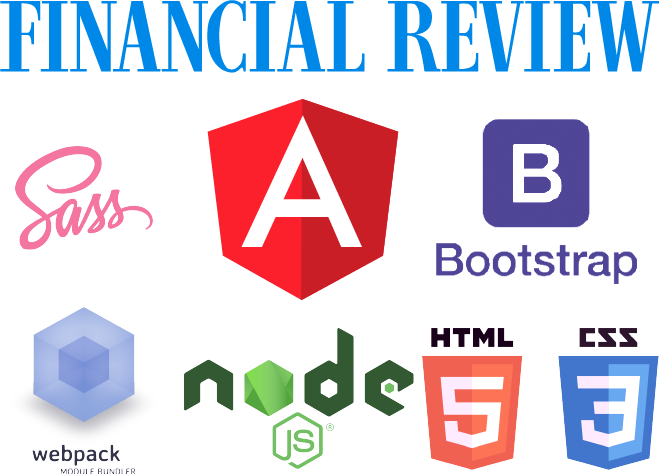 FINANCIAL REVIEW
Sass
A
B
Bootstrap
webpack
MODULE BUNDLER
node
JS
®
HTML
5
CSS
3